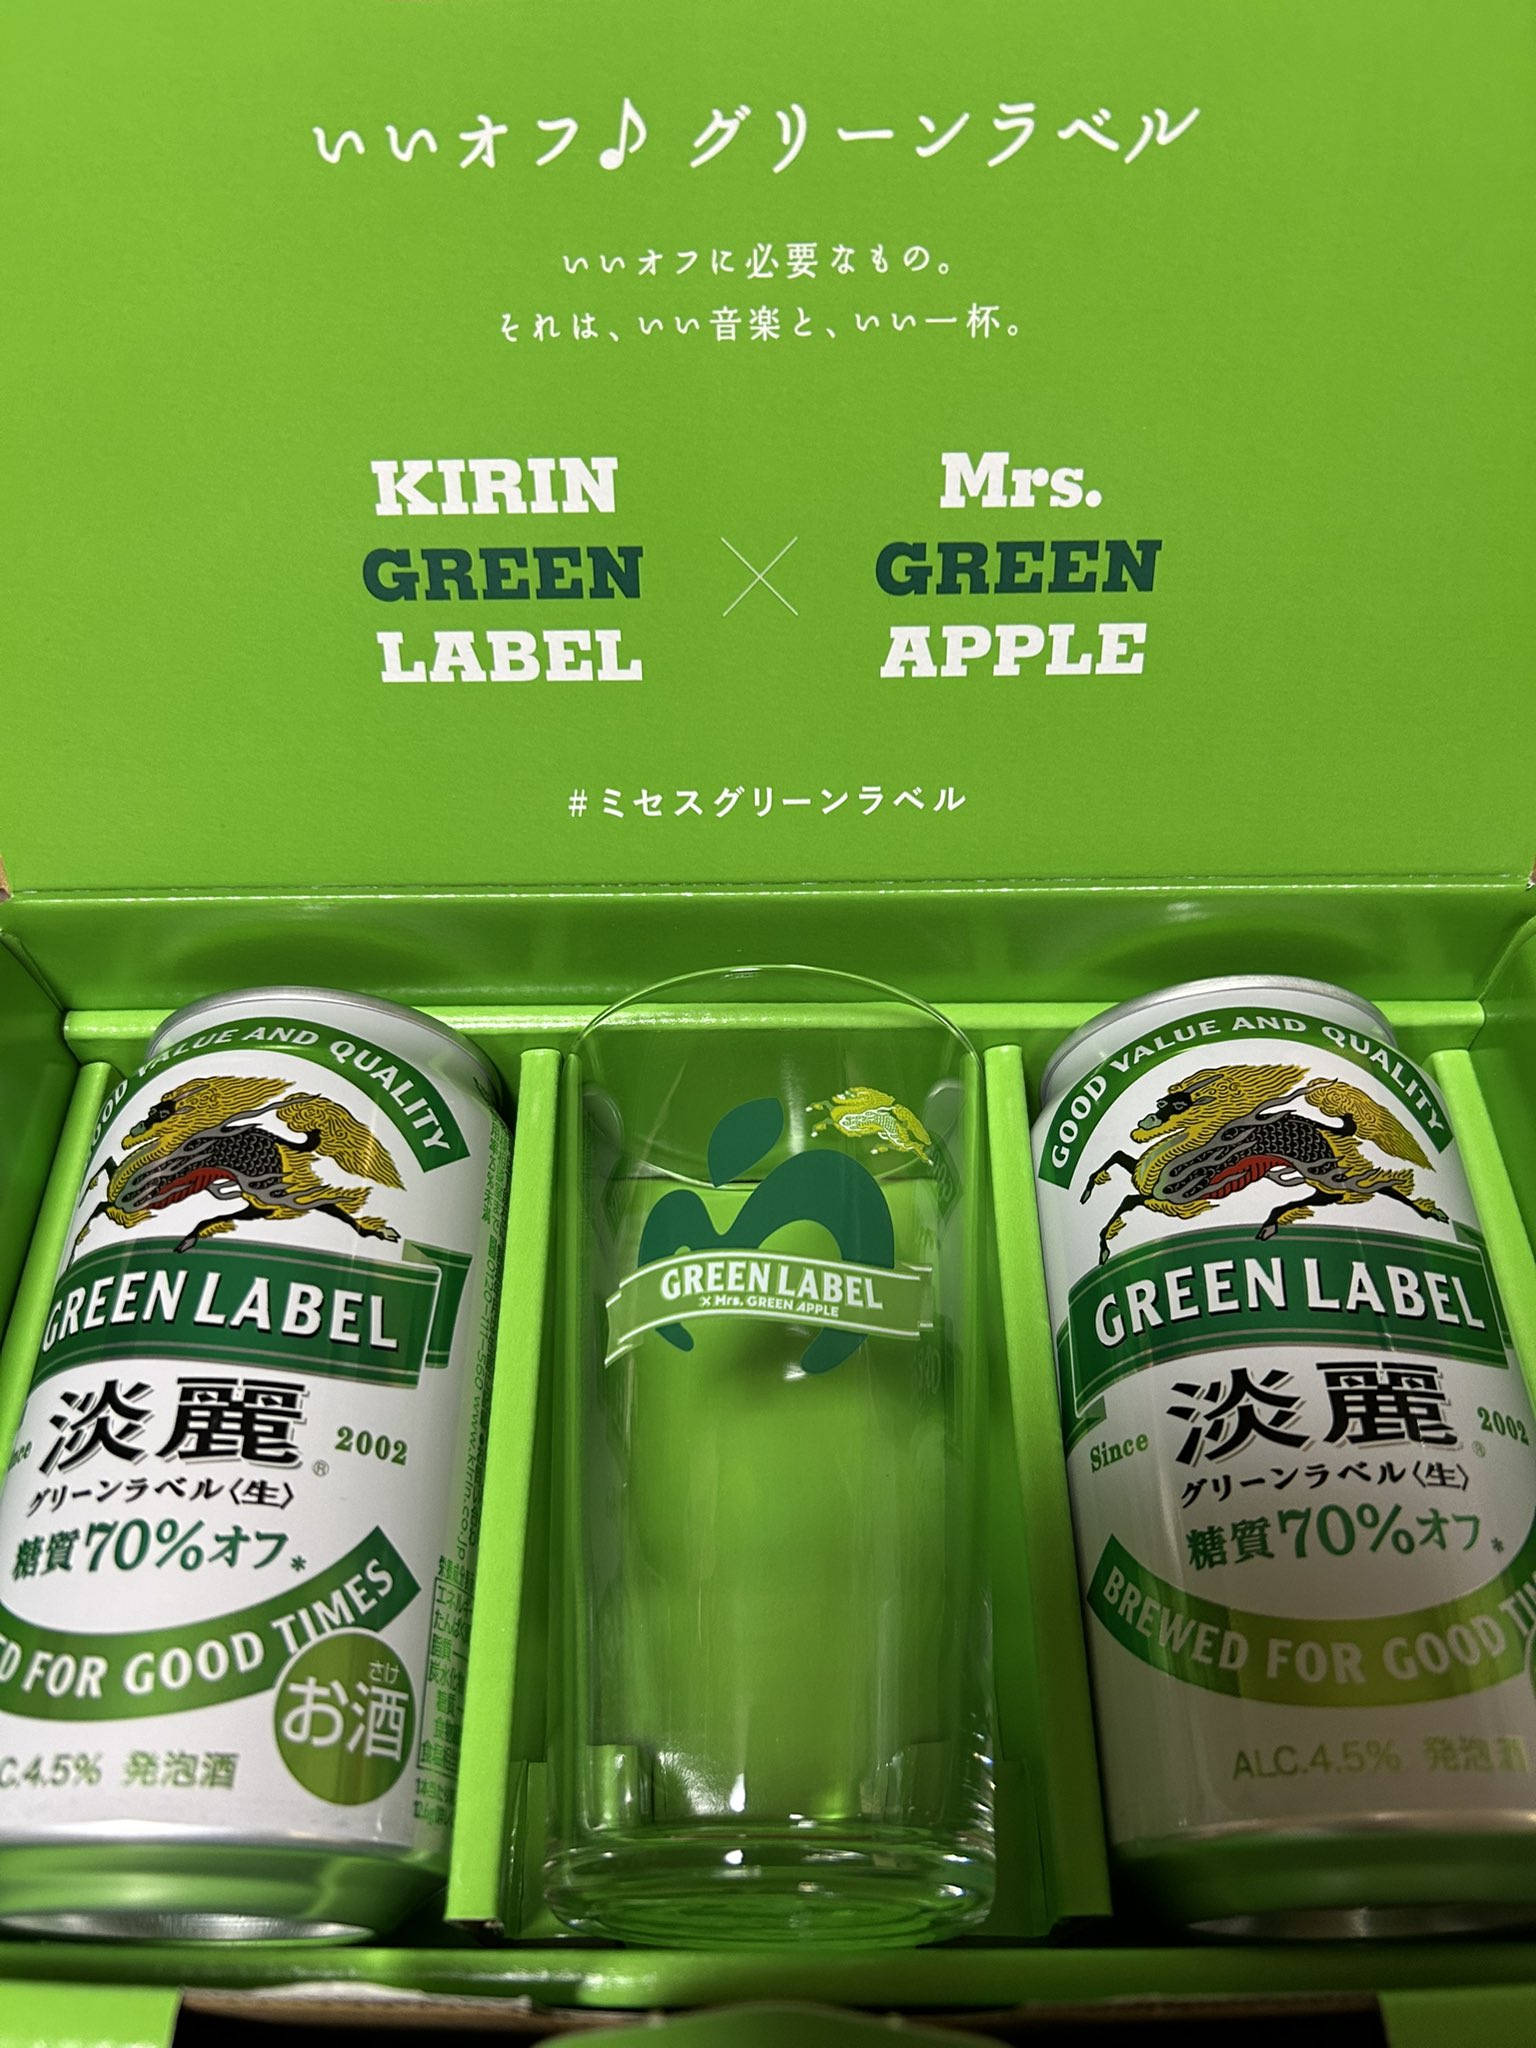 いいオフ♪ グリーンラベル
いいオフに必要なもの。
それは、いい音楽と、いい一杯。
KIRIN
GREEN
LABEL
×
Mrs.
GREEN
APPLE
#ミセスグリーンラベル
GOOD VALUE AND QUALITY
GREEN LABEL
淡麗®
2002
グリーンラベル〈生〉
糖質70%オフ*
FOR GOOD TIMES
お酒
さけ
4.5% 発泡酒
GREEN LABEL
× Mrs. GREEN APPLE
GOOD VALUE AND QUALITY
GREEN LABEL
Since
淡麗®
2002
グリーンラベル〈生〉
糖質70%オフ*
BREWED FOR GOOD
ALC.4.5% 発泡酒